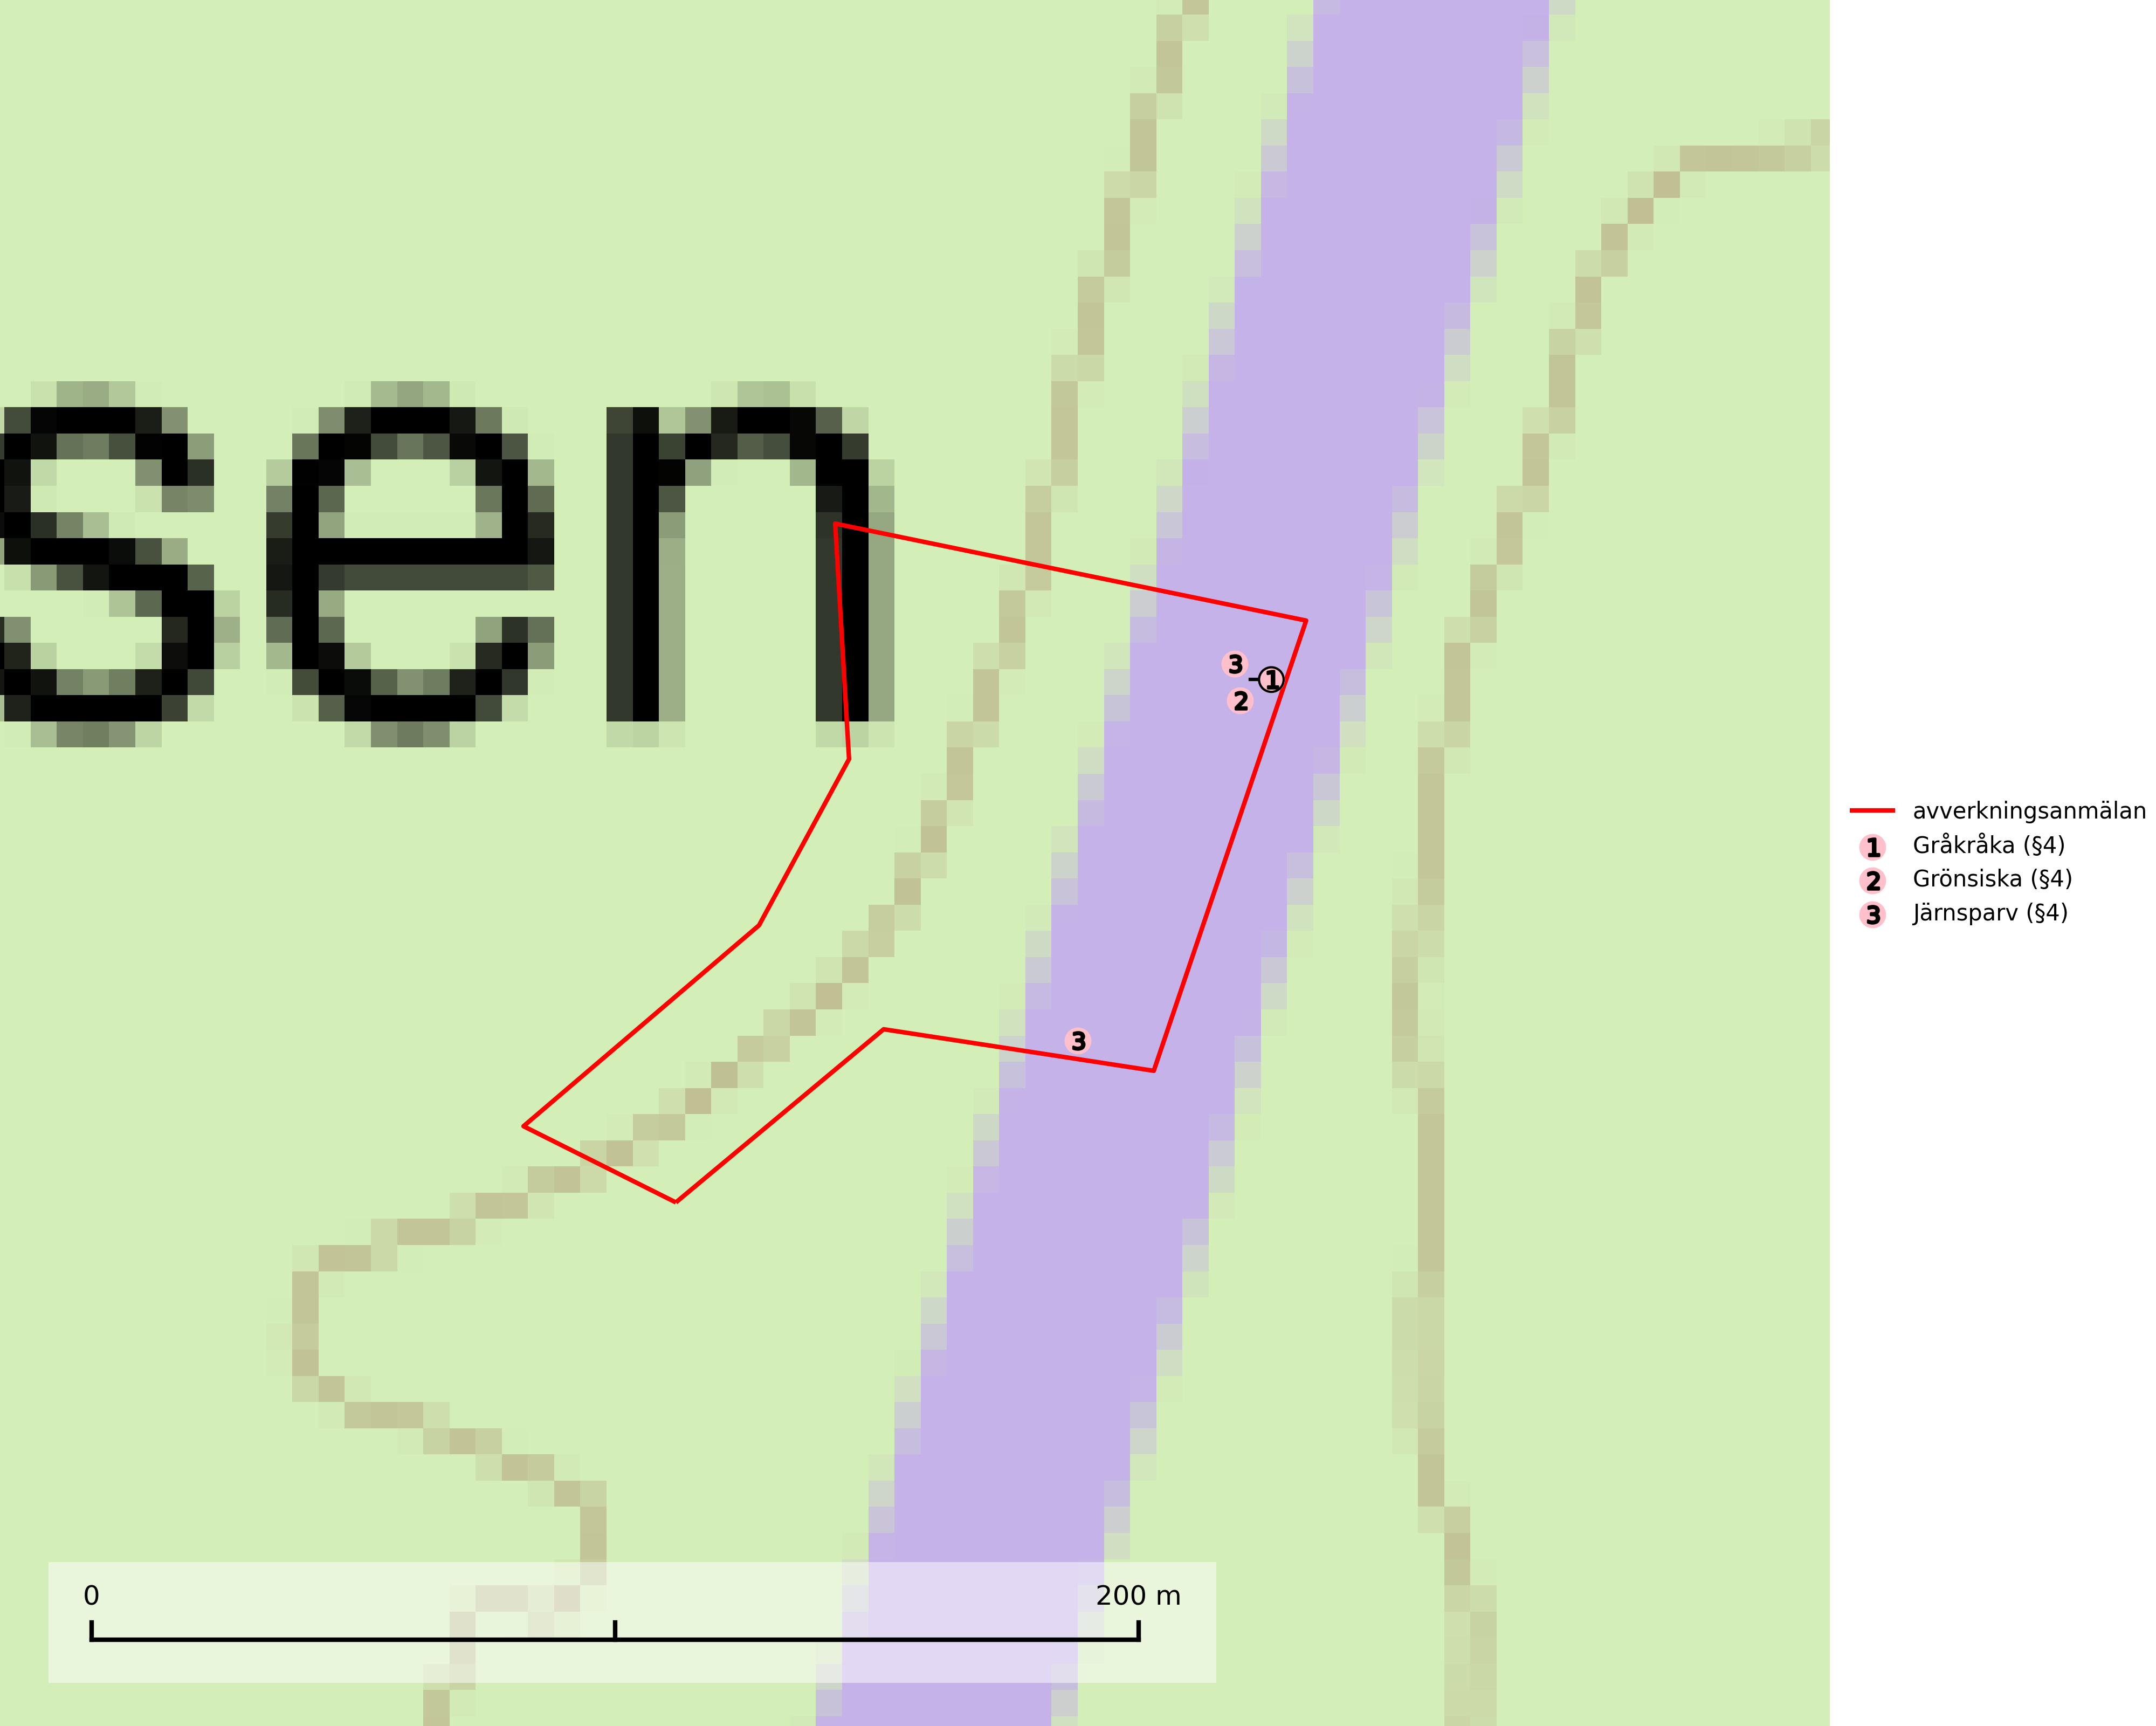 sen
3
1
2
3
0 200 m
avverkningsanmälan
1 Gråkråka (§4)
2 Grönsiska (§4)
3 Järnsparv (§4)